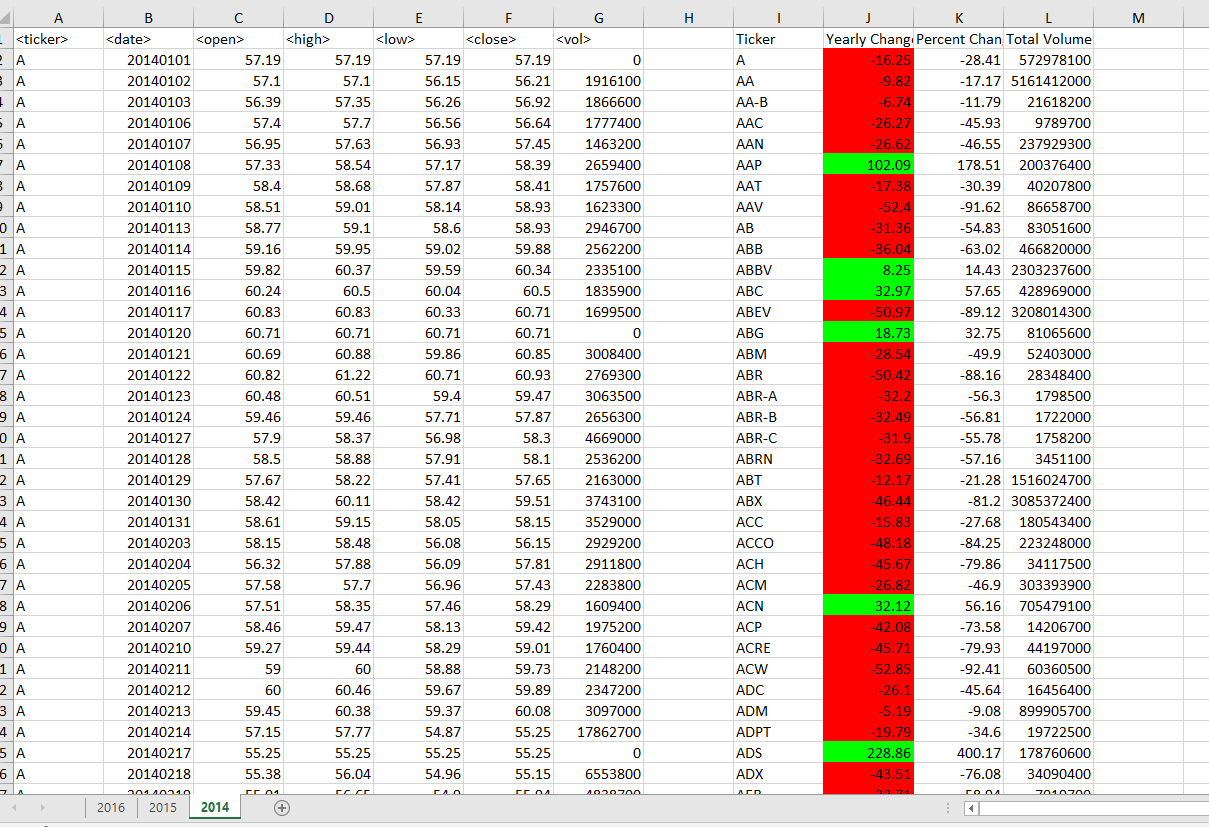 A B C D E F G H I J K L M
1 <ticker> <date> <open> <high> <low> <close> <vol> Ticker Yearly Chang Percent Chan Total Volume
2 A 20140101 57.19 57.19 57.19 57.19 0 A -16.25 -28.41 572978100
3 A 20140102 57.1 57.1 56.15 56.21 1916100 AA -9.82 -17.17 5161412000
4 A 20140103 56.39 57.35 56.26 56.92 1866600 AA-B -6.74 -11.79 21618200
5 A 20140106 57.4 57.7 56.56 56.64 1777400 AAC -26.27 -45.93 9789700
6 A 20140107 56.95 57.63 56.93 57.45 1463200 AAN -26.62 -46.55 237929300
7 A 20140108 57.33 58.54 57.17 58.39 2659400 AAP 102.09 178.51 200376400
8 A 20140109 58.4 58.68 57.87 58.41 1757600 AAT -17.38 -30.39 40207800
9 A 20140110 58.51 59.01 58.14 58.93 1623300 AAV -52.4 -91.62 86658700
0 A 20140113 58.77 59.1 58.6 58.93 2946700 AB -31.36 -54.83 83051600
1 A 20140114 59.16 59.95 59.02 59.88 2562200 ABB -36.04 -63.02 466820000
2 A 20140115 59.82 60.37 59.59 60.34 2335100 ABBV 8.25 14.43 2303237600
3 A 20140116 60.24 60.5 60.04 60.5 1835900 ABC 32.97 57.65 428969000
4 A 20140117 60.83 60.83 60.33 60.71 1699500 ABEV -50.97 -89.12 3208014300
5 A 20140120 60.71 60.71 60.71 60.71 0 ABG 18.73 32.75 81065600
6 A 20140121 60.69 60.88 59.86 60.85 3008400 ABM -28.54 -49.9 52403000
7 A 20140122 60.82 61.22 60.71 60.93 2769300 ABR -50.42 -88.16 28348400
8 A 20140123 60.48 60.51 59.4 59.47 3063500 ABR-A -32.2 -56.3 1798500
9 A 20140124 59.46 59.46 57.71 57.87 2656300 ABR-B -32.49 -56.81 1722000
0 A 20140127 57.9 58.37 56.98 58.3 4669000 ABR-C -31.9 -55.78 1758200
1 A 20140128 58.5 58.88 57.91 58.1 2536200 ABRN -32.69 -57.16 3451100
2 A 20140129 57.67 58.22 57.41 57.65 2163000 ABT -12.17 -21.28 1516024700
3 A 20140130 58.42 60.11 58.42 59.51 3743100 ABX -46.44 -81.2 3085372400
4 A 20140131 58.61 59.15 58.05 58.15 3529000 ACC -15.83 -27.68 180543400
5 A 20140203 58.15 58.48 56.08 56.15 2929200 ACCO -48.18 -84.25 223248000
6 A 20140204 56.32 57.88 56.09 57.81 2911800 ACH -45.67 -79.86 34117500
7 A 20140205 57.58 57.7 56.96 57.43 2283800 ACM -26.82 -46.9 303393900
8 A 20140206 57.51 58.35 57.46 58.29 1609400 ACN 32.12 56.16 705479100
9 A 20140207 58.46 59.47 58.13 59.42 1975200 ACP -42.08 -73.58 14206700
0 A 20140210 59.27 59.44 58.29 59.01 1760400 ACRE -45.71 -79.93 44197000
1 A 20140211 59 60 58.88 59.73 2148200 ACW -52.85 -92.41 60360500
2 A 20140212 60 60.46 59.67 59.89 2347200 ADC -26.1 -45.64 16456400
3 A 20140213 59.45 60.38 59.37 60.08 3097000 ADM -5.19 -9.08 899905700
4 A 20140214 57.15 57.77 54.87 55.25 17862700 ADPT -19.79 -34.6 19722500
5 A 20140217 55.25 55.25 55.25 55.25 0 ADS 228.86 400.17 178760600
6 A 20140218 55.38 56.04 54.96 55.15 6553800 ADX -43.51 -76.08 34090400
2016 2015 2014